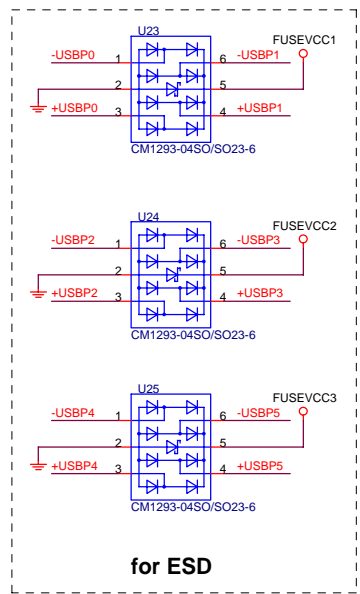 U23
FUSEVCC1
-USBP0 1 6 -USBP1
2 5
+USBP0 3 4 +USBP1
CM1293-04SO/SO23-6
U24
FUSEVCC2
-USBP2 1 6 -USBP3
2 5
+USBP2 3 4 +USBP3
CM1293-04SO/SO23-6
U25
FUSEVCC3
-USBP4 1 6 -USBP5
2 5
+USBP4 3 4 +USBP5
CM1293-04SO/SO23-6
for ESD